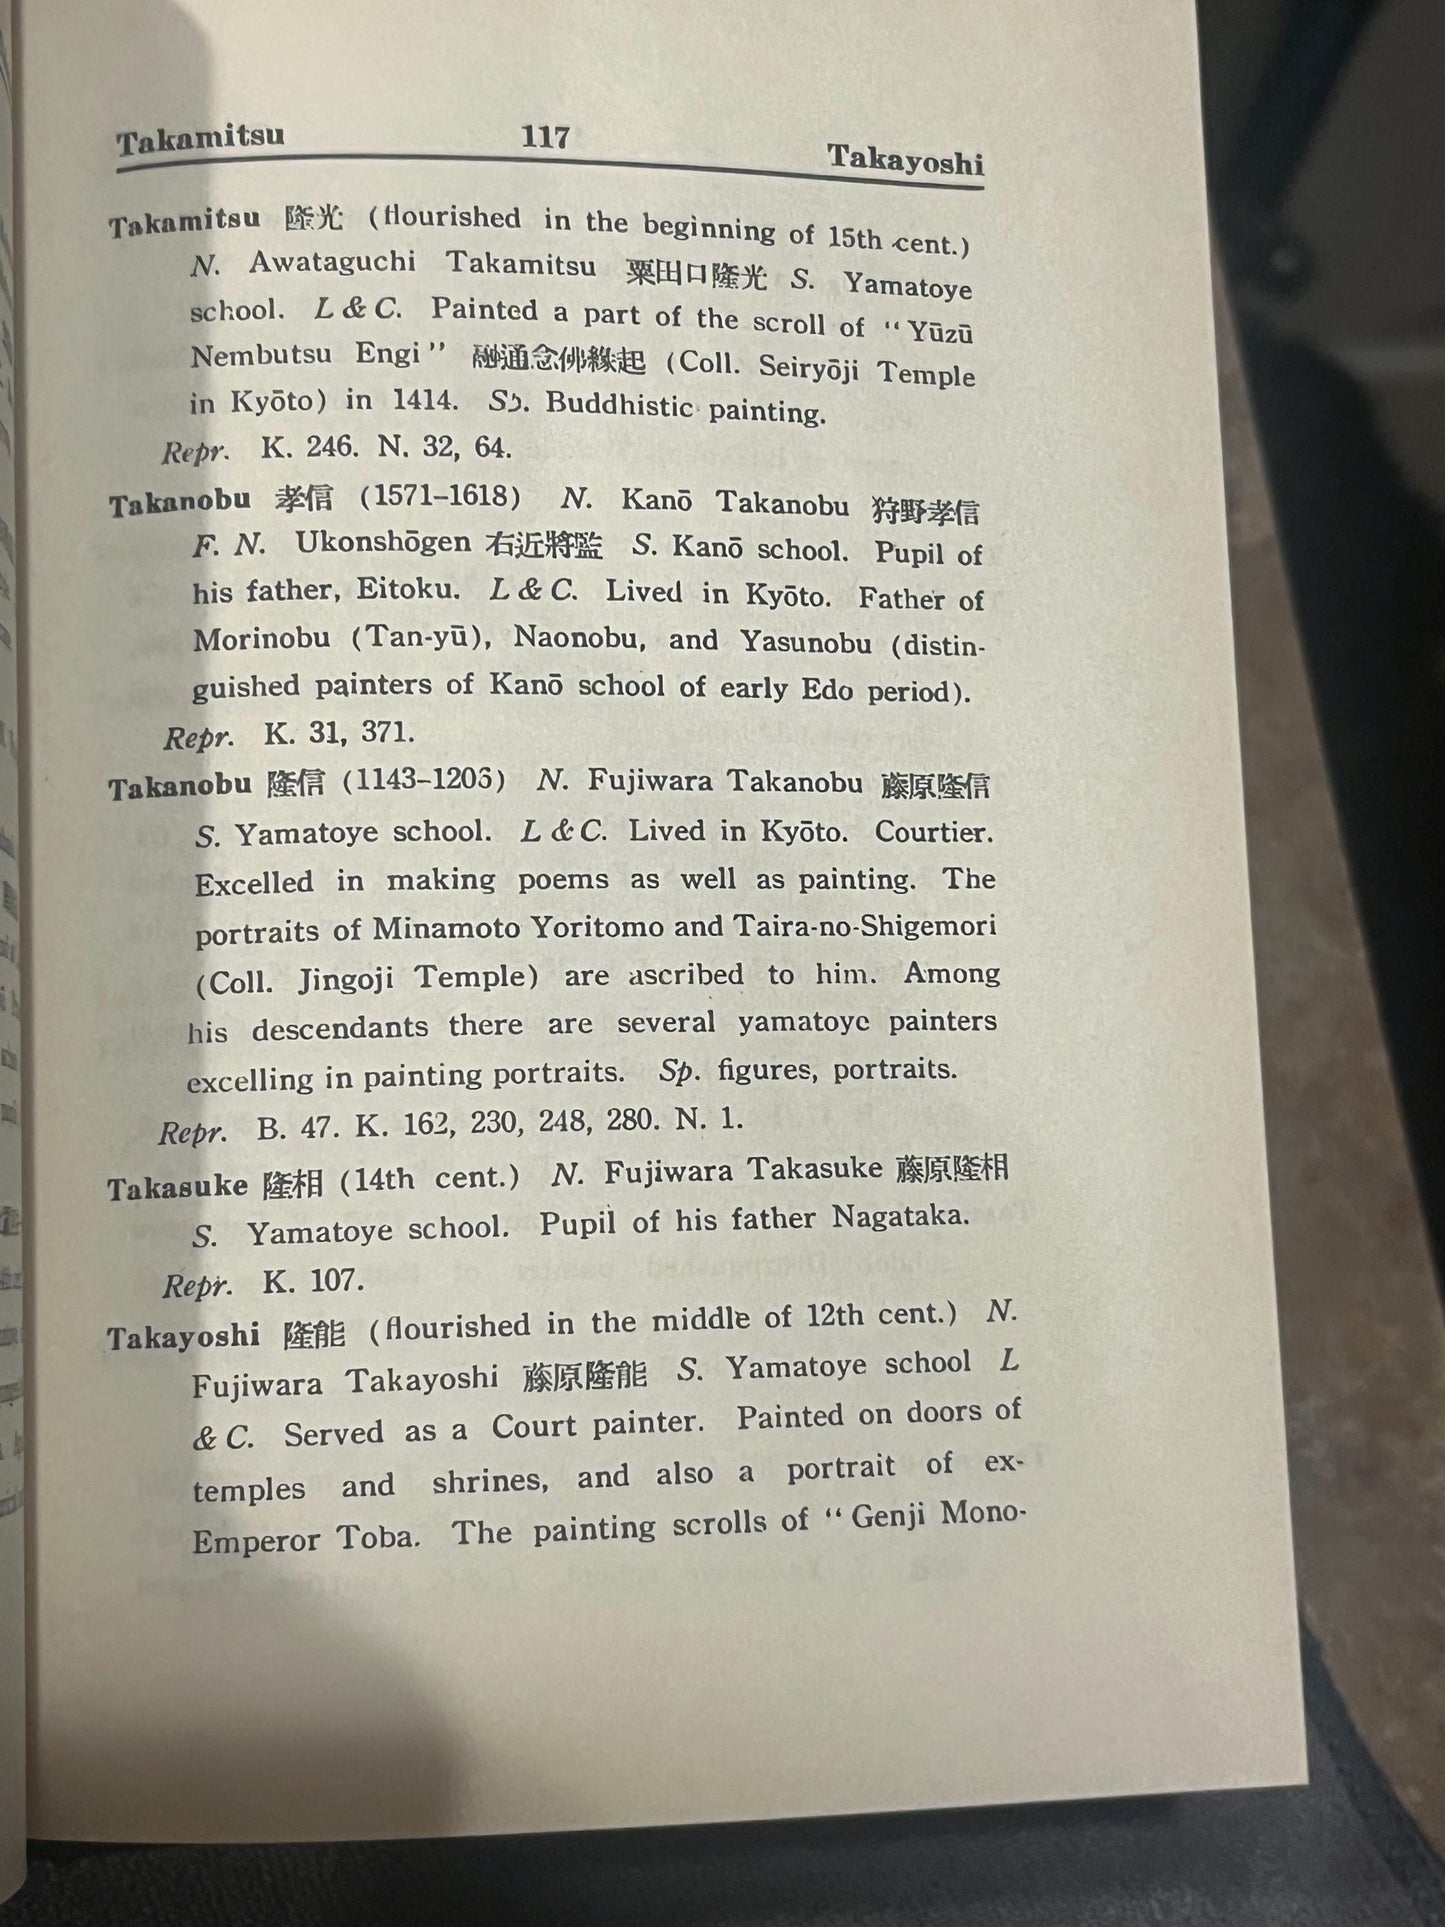 Takamitsu 117 Takayoshi
Takamitsu 隆光 (flourished in the beginning of 15th cent.)
N. Awataguchi Takamitsu 粟田口隆光 S. Yamatoye
school. L & C. Painted a part of the scroll of “Yūzū
Nembutsu Engi” 融通念佛緣起 (Coll. Seiryōji Temple
in Kyōto) in 1414. Sp. Buddhistic painting.
Repr. K. 246. N. 32, 64.
Takanobu 孝信 (1571–1618) N. Kanō Takanobu 狩野孝信
F. N. Ukonshōgen 右近將監 S. Kanō school. Pupil of
his father, Eitoku. L & C. Lived in Kyōto. Father of
Morinobu (Tan-yū), Naonobu, and Yasunobu (distin-
guished painters of Kanō school of early Edo period).
Repr. K. 31, 371.
Takanobu 隆信 (1143–1206) N. Fujiwara Takanobu 藤原隆信
S. Yamatoye school. L & C. Lived in Kyōto. Courtier.
Excelled in making poems as well as painting. The
portraits of Minamoto Yoritomo and Taira-no-Shigemori
(Coll. Jingoji Temple) are ascribed to him. Among
his descendants there are several yamatoye painters
excelling in painting portraits. Sp. figures, portraits.
Repr. B. 47. K. 162, 230, 248, 280. N. 1.
Takasuke 隆相 (14th cent.) N. Fujiwara Takasuke 藤原隆相
S. Yamatoye school. Pupil of his father Nagataka.
Repr. K. 107.
Takayoshi 隆能 (flourished in the middle of 12th cent.) N.
Fujiwara Takayoshi 藤原隆能 S. Yamatoye school L
& C. Served as a Court painter. Painted on doors of
temples and shrines, and also a portrait of ex-
Emperor Toba. The painting scrolls of “Genji Mono-